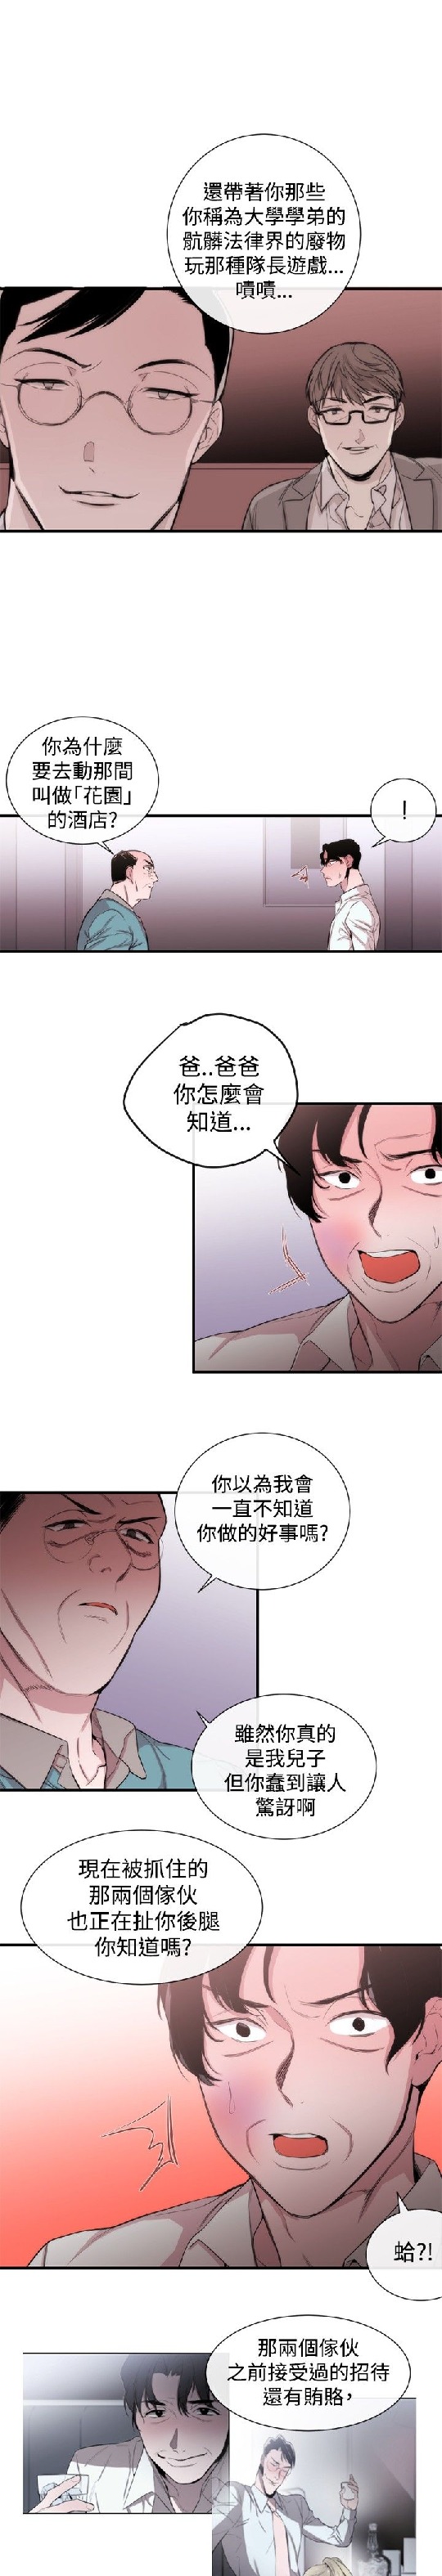 還帶著你那些
你稱為大學學弟的
骯髒法律界的廢物
玩那種隊長遊戲...
嘖嘖...
你為什麼
要去動那間
叫做「花園」
的酒店?
!
爸..爸爸
你怎麼會
知道...
你以為我會
一直不知道
你做的好事嗎?
雖然你真的
是我兒子
但你蠢到讓人
驚訝啊
現在被抓住的
那兩個傢伙
也正在扯你後腿
你知道嗎?
蛤?!
那兩個傢伙
之前接受過的招待
還有賄賂,